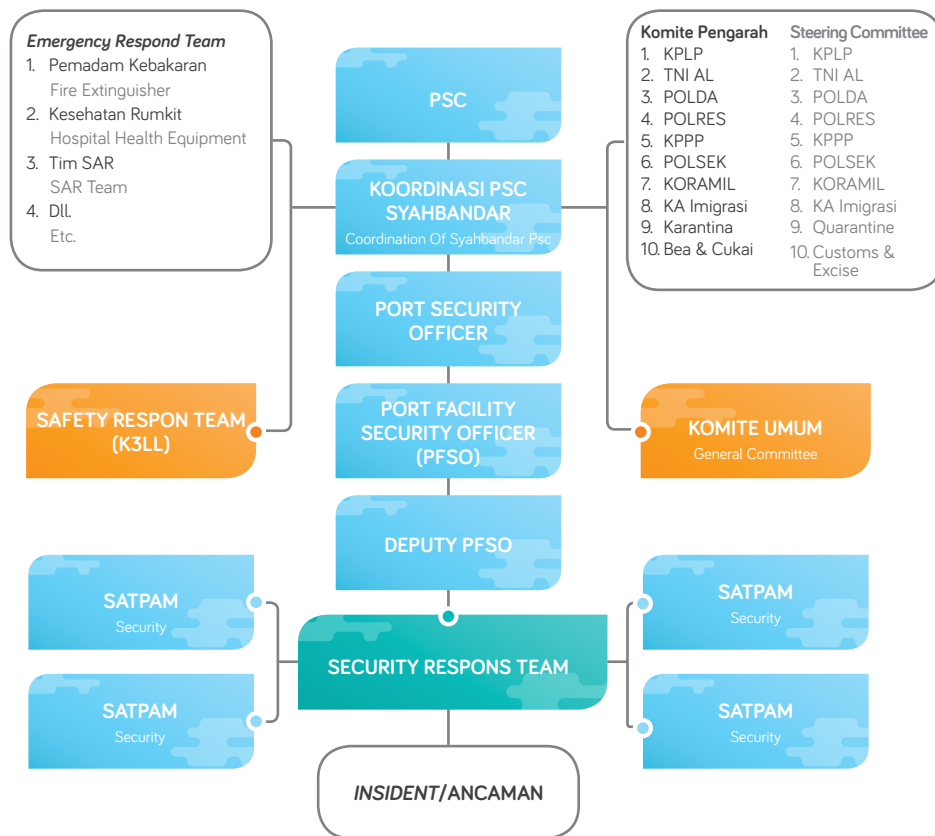 Emergency Respond Team
1. Pemadam Kebakaran
Fire Extinguisher
2. Kesehatan Rumkit
Hospital Health Equipment
3. Tim SAR
SAR Team
4. Dll.
Etc.
PSC
KOORDINASI PSC
SYAHBANDAR
Coordination Of Syahbandar Psc
Komite Pengarah
1. KPLP
2. TNI AL
3. POLDA
4. POLRES
5. KPPP
6. POLSEK
7. KORAMIL
8. KA Imigrasi
9. Karantina
10. Bea & Cukai
Steering Committee
1. KPLP
2. TNI AL
3. POLDA
4. POLRES
5. KPPP
6. POLSEK
7. KORAMIL
8. KA Imigrasi
9. Quarantine
10. Customs &
Excise
PORT SECURITY
OFFICER
SAFETY RESPON TEAM
(K3LL)
PORT FACILITY
SECURITY OFFICER
(PFSO)
KOMITE UMUM
General Committee
DEPUTY PFSO
SATPAM
Security
SATPAM
Security
SECURITY RESPONS TEAM
SATPAM
Security
SATPAM
Security
INSIDENT/ANCAMAN